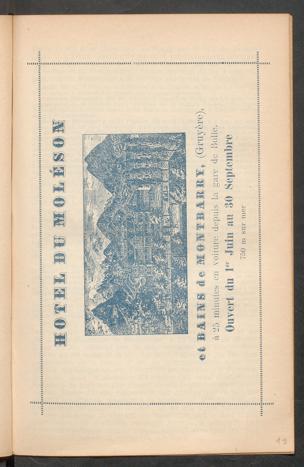 HOTEL DU MOLÉSON
et BAINS de MONTBARRY, (Gruyère),
à 25 minutes en voiture depuis la gare de Bulle.
Ouvert du 1er Juin au 30 Septembre
750 m sur mer
19